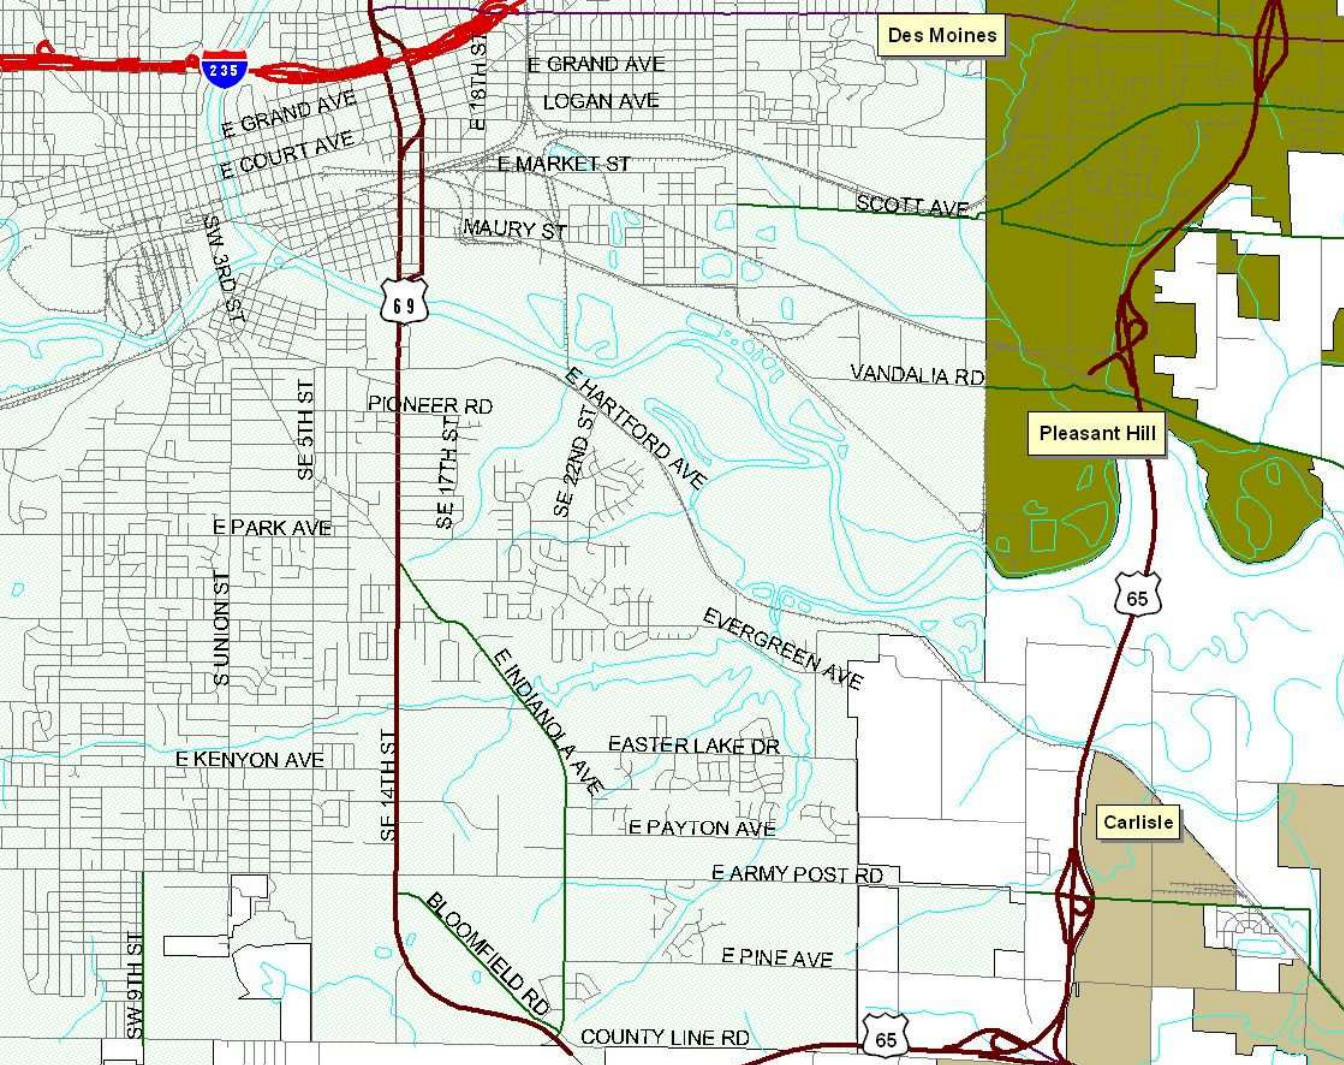 Des Moines
E 18TH ST
E GRAND AVE
235
LOGAN AVE
E GRAND AVE
E COURT AVE
E MARKET ST
SCOTT AVE
MAURY ST
SW 3RD ST
69
VANDALIA RD
E HARTFORD AVE
PIONEER RD
SE 5TH ST
SE 17TH ST
SE 22ND ST
Pleasant Hill
E PARK AVE
S UNION ST
65
EVERGREEN AVE
E INDIANOLA AVE
E KENYON AVE
SE 14TH ST
EASTER LAKE DR
Carlisle
E PAYTON AVE
E ARMY POST RD
BLOOMFIELD RD
SW 9TH ST
E PINE AVE
COUNTY LINE RD
65